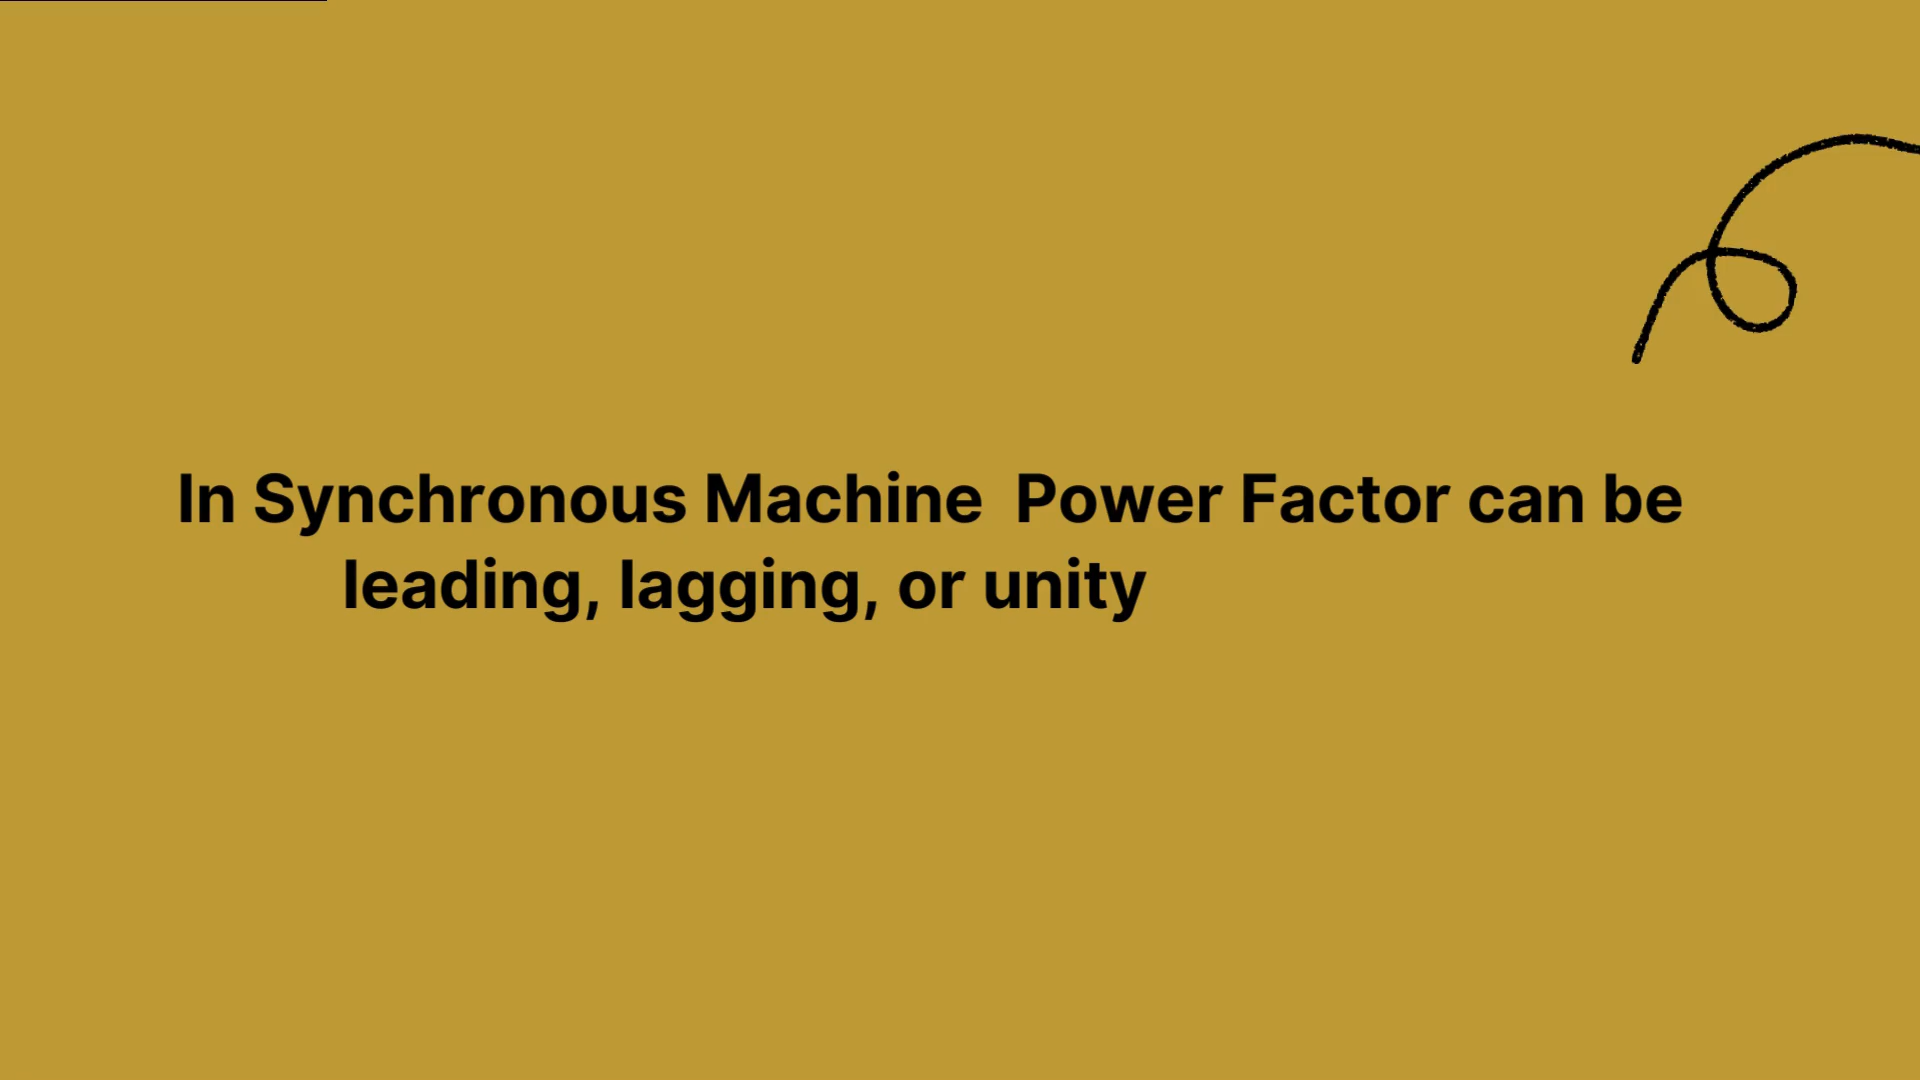 In Synchronous Machine  Power Factor can be
leading, lagging, or unity